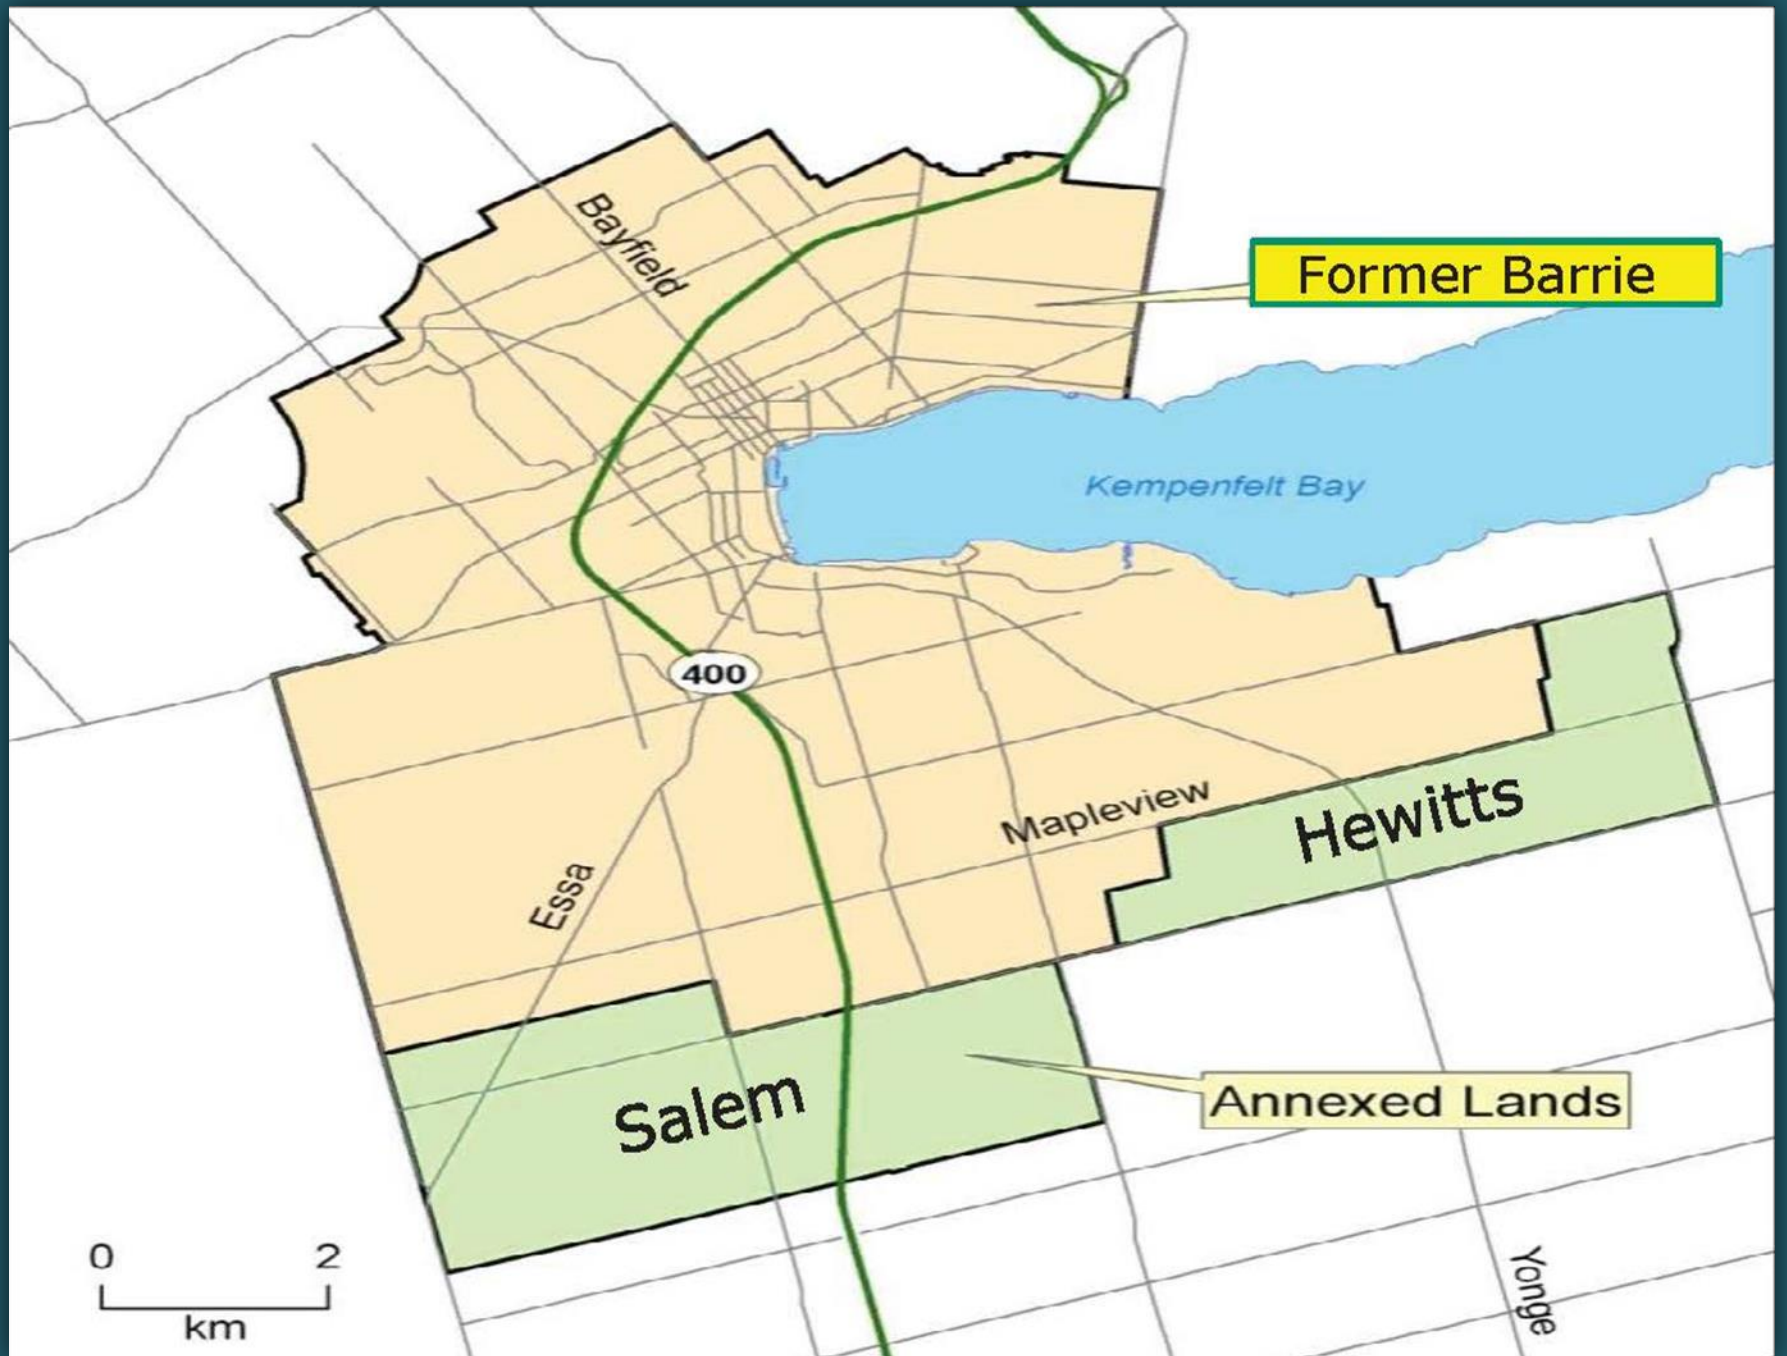 Bayfield
Former Barrie
Kempenfelt Bay
400
Mapleview
Hewitts
Essa
Salem
Annexed Lands
0 2
km
Yonge